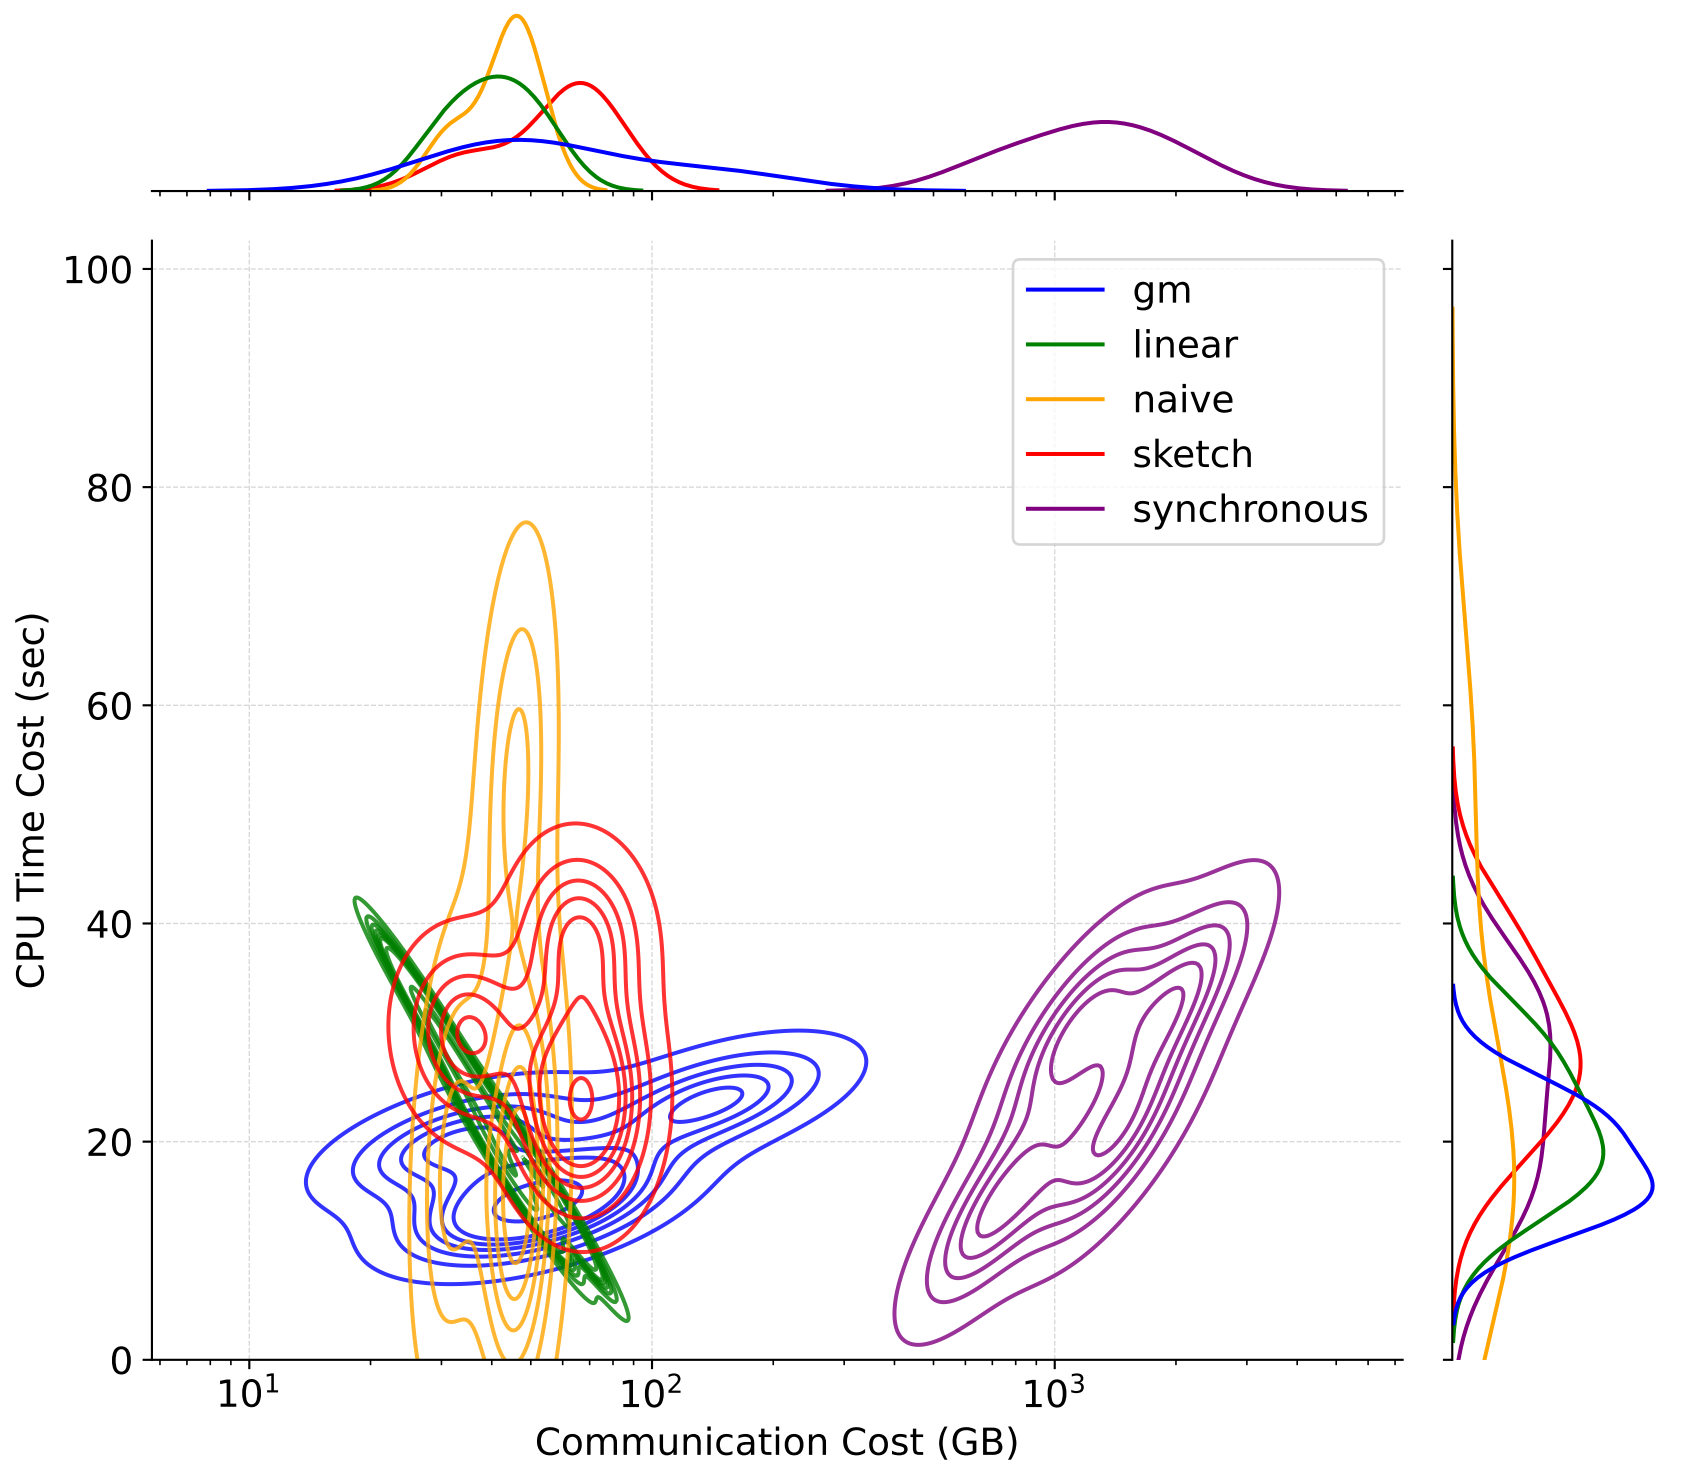 100
80
60
40
20
0
CPU Time Cost (sec)
gm
linear
naive
sketch
synchronous
10¹ 10² 10³
Communication Cost (GB)